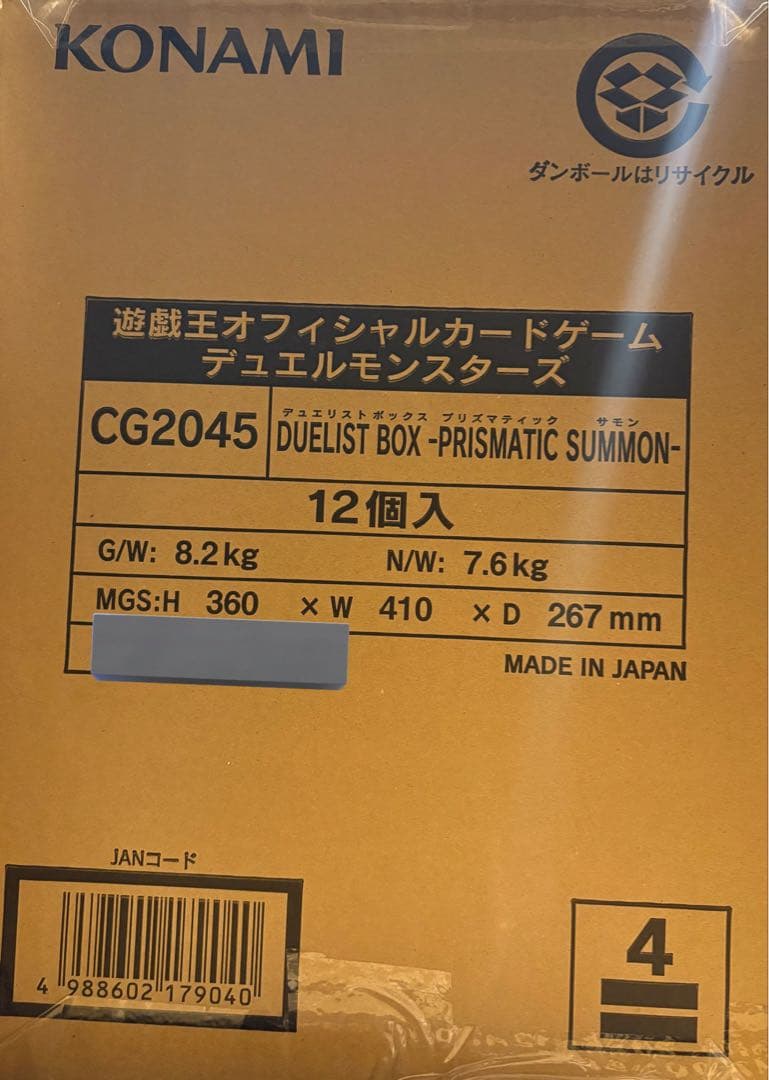 KONAMI
ダンボールはリサイクル
遊戯王オフィシャルカードゲーム
デュエルモンスターズ
CG2045
デュエリストボックス プリズマティック サモン
DUELIST BOX -PRISMATIC SUMMON-
12個入
G/W: 8.2kg N/W: 7.6kg
MGS:H 360 × W 410 × D 267mm
MADE IN JAPAN
JANコード
4 988602 179040
4